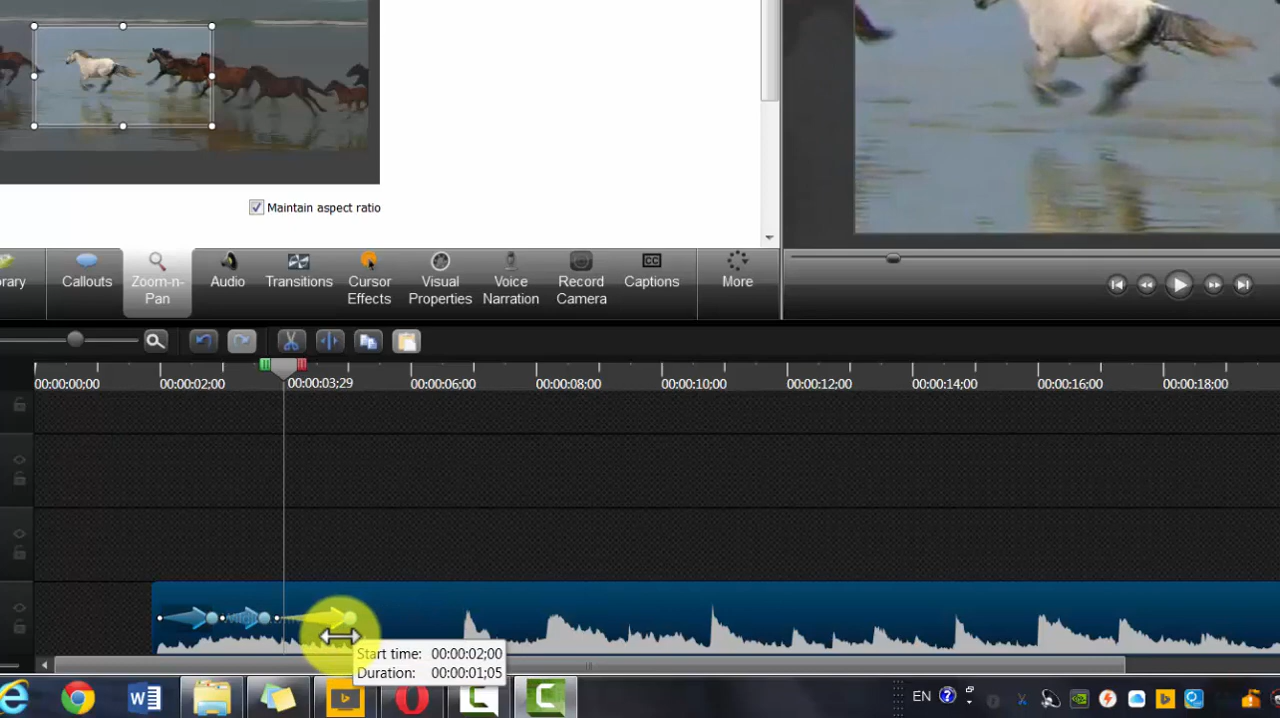 Maintain aspect ratio
Callouts
Zoom-n-
Pan
Audio
Transitions
Cursor
Effects
Visual
Properties
Voice
Narration
Record
Camera
Captions
More
00:00:00;00
00:00:02;00
00:00:03;29
00:00:06;00
00:00:08;00
00:00:10;00
00:00:12;00
00:00:14;00
00:00:16;00
00:00:18;00
Start time: 00:00:02;00
Duration: 00:00:01;05
EN